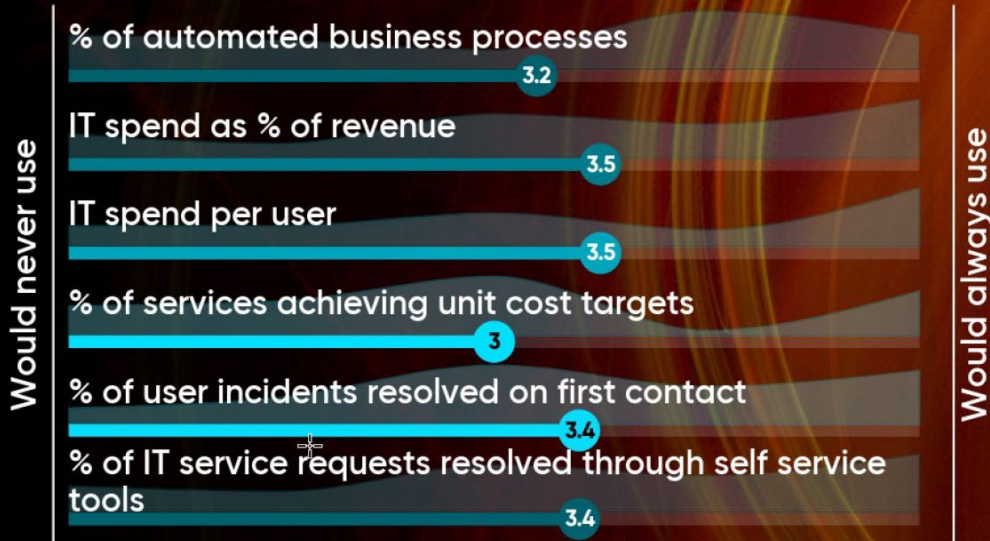 Would never use
% of automated business processes
3.2
IT spend as % of revenue
3.5
IT spend per user
3.5
% of services achieving unit cost targets
3
% of user incidents resolved on first contact
3.4
% of IT service requests resolved through self service
tools
3.4
Would always use